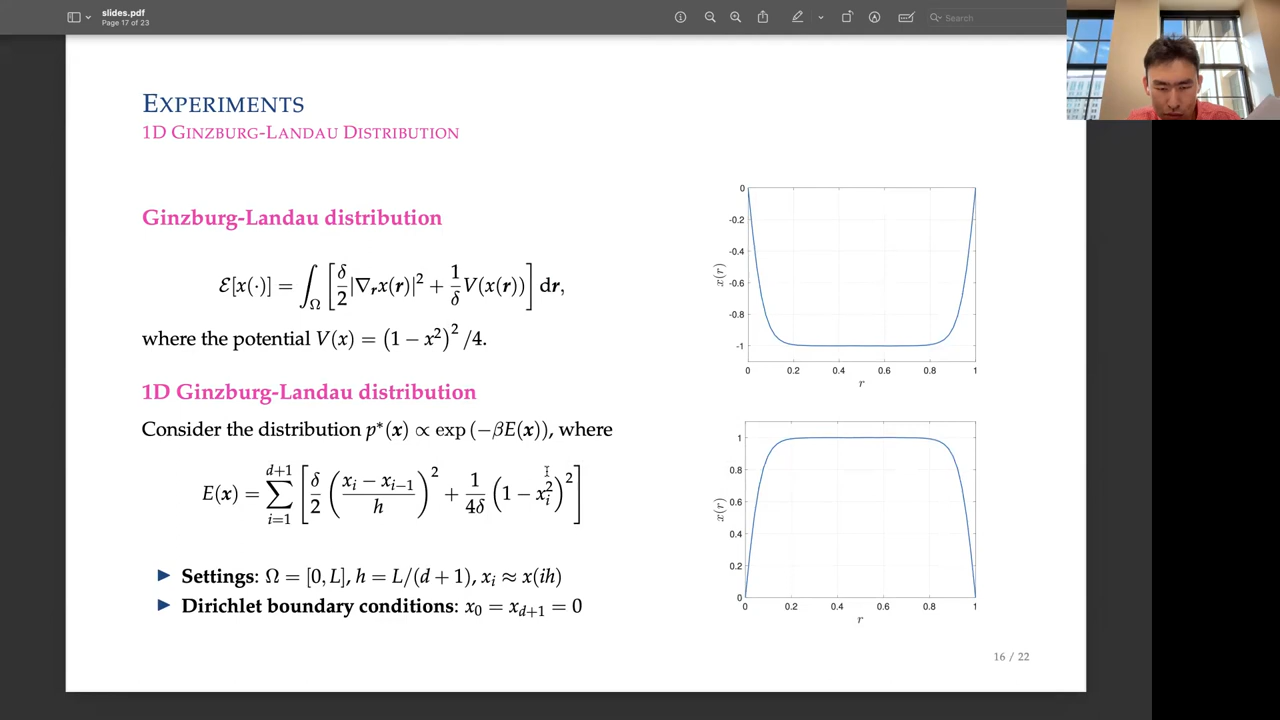 slides.pdf
Page 17 of 23
Search
EXPERIMENTS
1D GINZBURG-LANDAU DISTRIBUTION
Ginzburg-Landau distribution
ℰ[x(·)] = ∫_Ω [δ/2 |∇_r x(r)|² + 1/δ V(x(r))] dr,
where the potential V(x) = (1 − x²)² /4.
1D Ginzburg-Landau distribution
Consider the distribution p*(x) ∝ exp (−βE(x)), where
E(x) = ∑_{i=1}^{d+1} [δ/2 ((x_i − x_{i−1})/h)² + 1/4δ (1 − x_i²)²]
▶ Settings: Ω = [0, L], h = L/(d + 1), x_i ≈ x(ih)
▶ Dirichlet boundary conditions: x_0 = x_{d+1} = 0
0
-0.2
-0.4
-0.6
-0.8
-1
x(r)
0 0.2 0.4 0.6 0.8 1
r
1
0.8
0.6
0.4
0.2
0
x(r)
0 0.2 0.4 0.6 0.8 1
r
16 / 22